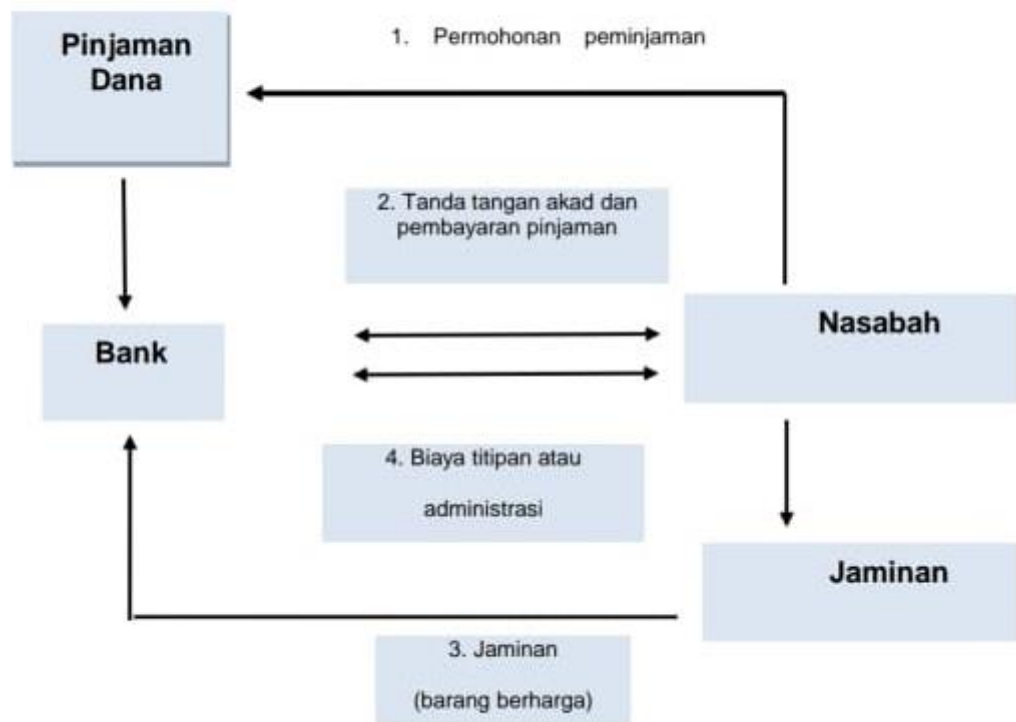 Pinjaman
Dana
1. Permohonan peminjaman
2. Tanda tangan akad dan
pembayaran pinjaman
Bank
Nasabah
4. Biaya titipan atau
administrasi
Jaminan
3. Jaminan
(barang berharga)